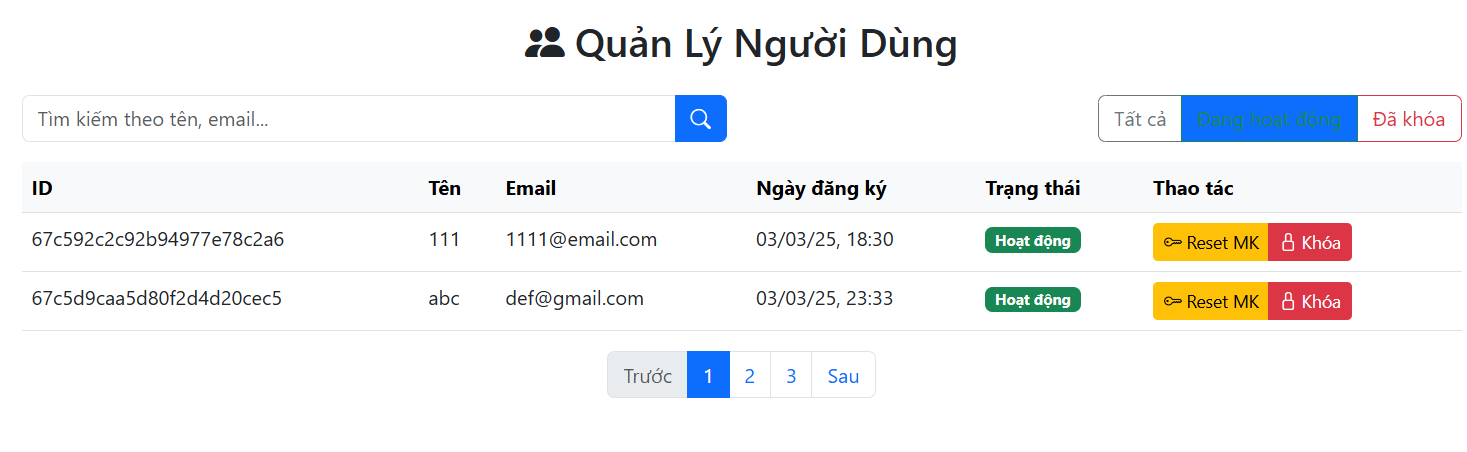 Quản Lý Người Dùng
Tìm kiếm theo tên, email...
Tất cả Đang hoạt động Đã khóa
ID Tên Email Ngày đăng ký Trạng thái Thao tác
67c592c2c92b94977e78c2a6 111 1111@email.com 03/03/25, 18:30 Hoạt động Reset MK Khóa
67c5d9caa5d80f2d4d20cec5 abc def@gmail.com 03/03/25, 23:33 Hoạt động Reset MK Khóa
Trước 1 2 3 Sau